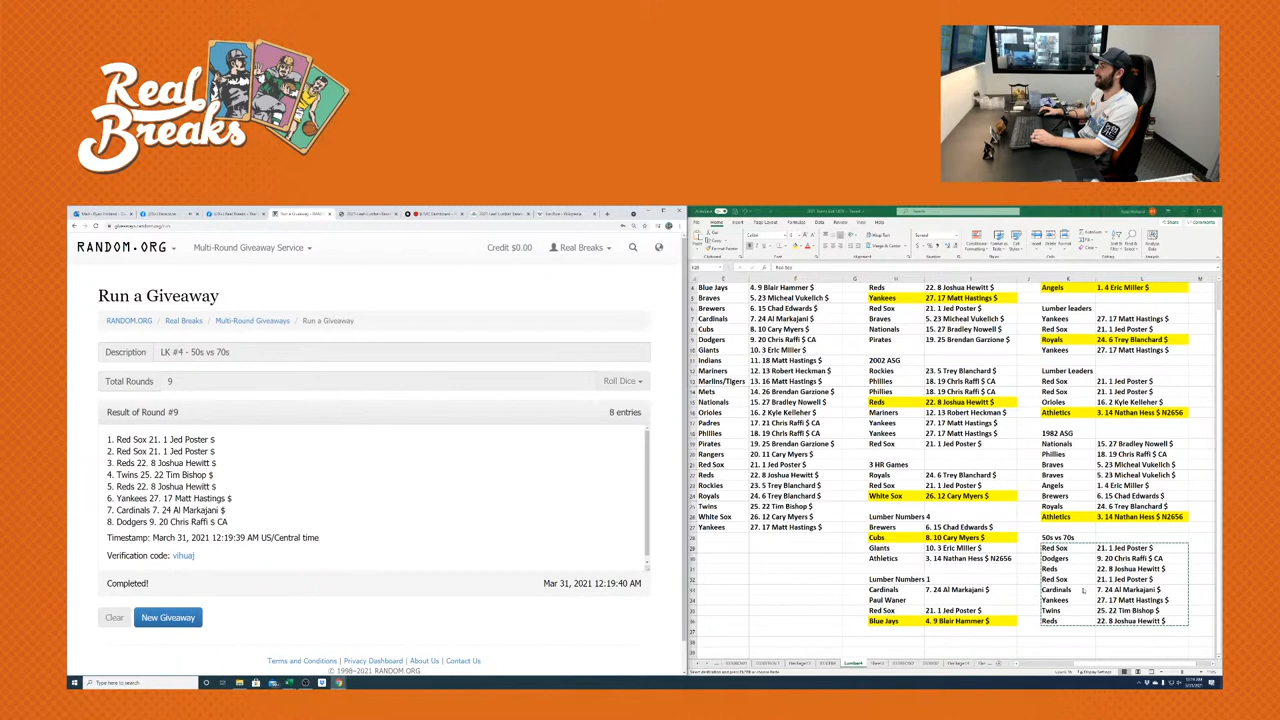 Real
Breaks
RANDOM.ORG
Multi-Round Giveaway Service
Credit $0.00
Real Breaks
Run a Giveaway
RANDOM.ORG
Real Breaks
Multi-Round Giveaways
Run a Giveaway
Description
LK #4 - 50s vs 70s
Total Rounds
9
Roll Dice
Result of Round #9
8 entries
1. Red Sox 21. 1 Jed Poster $
2. Red Sox 21. 1 Jed Poster $
3. Reds 22. 8 Joshua Hewitt $
4. Twins 25. 22 Tim Bishop $
5. Reds 22. 8 Joshua Hewitt $
6. Yankees 27. 17 Matt Hastings $
7. Cardinals 7. 24 Al Markajani $
8. Dodgers 9. 20 Chris Raffi $ CA
Timestamp: March 31, 2021 12:19:39 AM US/Central time
Verification code: vihuaj
Completed!
Mar 31, 2021 12:19:40 AM
Clear
New Giveaway
Terms and Conditions | Privacy Dashboard | About Us | Contact Us
© 1998-2021 RANDOM.ORG
Type here to search
Blue Jays 4. 9 Blair Hammer $
Braves 5. 23 Micheal Vukelich $
Brewers 6. 15 Chad Edwards $
Cardinals 7. 24 Al Markajani $
Cubs 8. 10 Cary Myers $
Dodgers 9. 20 Chris Raffi $ CA
Giants 10. 3 Eric Miller $
Indians 11. 18 Matt Hastings $
Mariners 12. 13 Robert Heckman $
Marlins/Tigers 13. 16 Matt Hastings $
Mets 14. 26 Brendan Garzione $
Nationals 15. 27 Bradley Nowell $
Orioles 16. 2 Kyle Kelleher $
Padres 17. 21 Chris Raffi $ CA
Phillies 18. 19 Chris Raffi $ CA
Pirates 19. 25 Brendan Garzione $
Rangers 20. 11 Cary Myers $
Red Sox 21. 1 Jed Poster $
Reds 22. 8 Joshua Hewitt $
Rockies 23. 5 Trey Blanchard $
Royals 24. 6 Trey Blanchard $
Twins 25. 22 Tim Bishop $
White Sox 26. 12 Cary Myers $
Yankees 27. 17 Matt Hastings $
Reds 22. 8 Joshua Hewitt $
Yankees 27. 17 Matt Hastings $
Red Sox 21. 1 Jed Poster $
Braves 5. 23 Micheal Vukelich $
Nationals 15. 27 Bradley Nowell $
Pirates 19. 25 Brendan Garzione $
2002 ASG
Rockies 23. 5 Trey Blanchard $
Phillies 18. 19 Chris Raffi $ CA
Phillies 18. 19 Chris Raffi $ CA
Reds 22. 8 Joshua Hewitt $
Mariners 12. 13 Robert Heckman $
Yankees 27. 17 Matt Hastings $
Yankees 27. 17 Matt Hastings $
Red Sox 21. 1 Jed Poster $
3 HR Games
Royals 24. 6 Trey Blanchard $
Red Sox 21. 1 Jed Poster $
White Sox 26. 12 Cary Myers $
Lumber Numbers 4
Brewers 6. 15 Chad Edwards $
Cubs 8. 10 Cary Myers $
Giants 10. 3 Eric Miller $
Athletics 3. 14 Nathan Hess $ N2656
Lumber Numbers 1
Cardinals 7. 24 Al Markajani $
Paul Waner
Red Sox 21. 1 Jed Poster $
Blue Jays 4. 9 Blair Hammer $
Angels 1. 4 Eric Miller $
Lumber leaders
Yankees 27. 17 Matt Hastings $
Red Sox 21. 1 Jed Poster $
Royals 24. 6 Trey Blanchard $
Yankees 27. 17 Matt Hastings $
Lumber Leaders
Red Sox 21. 1 Jed Poster $
Red Sox 21. 1 Jed Poster $
Orioles 16. 2 Kyle Kelleher $
Athletics 3. 14 Nathan Hess $ N2656
1982 ASG
Nationals 15. 27 Bradley Nowell $
Phillies 18. 19 Chris Raffi $ CA
Braves 5. 23 Micheal Vukelich $
Braves 5. 23 Micheal Vukelich $
Angels 1. 4 Eric Miller $
Brewers 6. 15 Chad Edwards $
Royals 24. 6 Trey Blanchard $
Athletics 3. 14 Nathan Hess $ N2656
50s vs 70s
Red Sox 21. 1 Jed Poster $
Dodgers 9. 20 Chris Raffi $ CA
Reds 22. 8 Joshua Hewitt $
Red Sox 21. 1 Jed Poster $
Cardinals 7. 24 Al Markajani $
Yankees 27. 17 Matt Hastings $
Twins 25. 22 Tim Bishop $
Reds 22. 8 Joshua Hewitt $